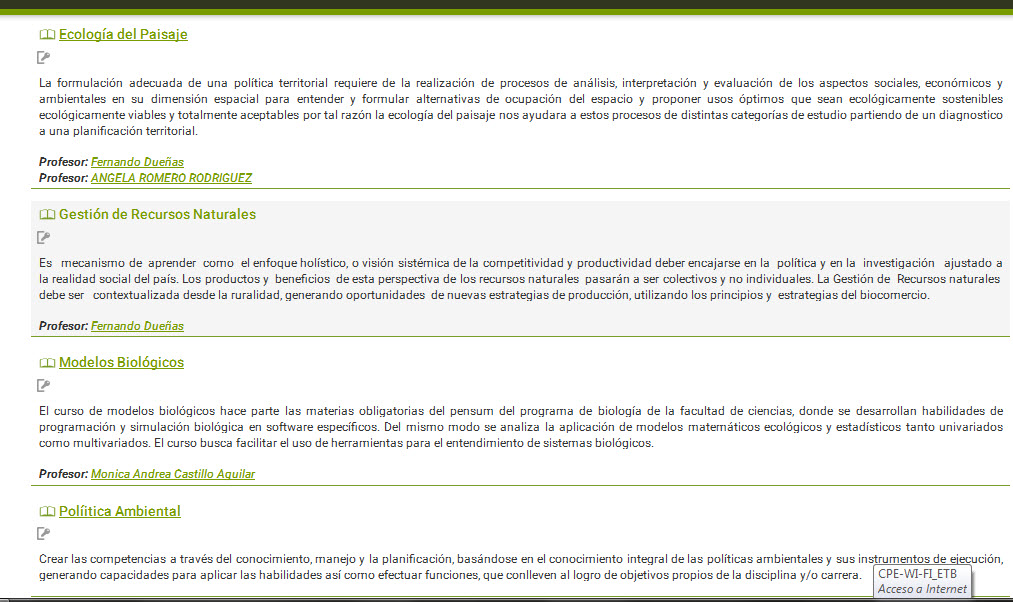 Ecología del Paisaje
La formulación adecuada de una política territorial requiere de la realización de procesos de análisis, interpretación y evaluación de los aspectos sociales, económicos y
ambientales en su dimensión espacial para entender y formular alternativas de ocupación del espacio y proponer usos óptimos que sean ecológicamente sostenibles
ecológicamente viables y totalmente aceptables por tal razón la ecología del paisaje nos ayudara a estos procesos de distintas categorías de estudio partiendo de un diagnostico
a una planificación territorial.
Profesor: Fernando Dueñas
Profesor: ANGELA ROMERO RODRIGUEZ
Gestión de Recursos Naturales
Es mecanismo de aprender como el enfoque holístico, o visión sistémica de la competitividad y productividad deber encajarse en la política y en la investigación ajustado a
la realidad social del país. Los productos y beneficios de esta perspectiva de los recursos naturales pasarán a ser colectivos y no individuales. La Gestión de Recursos naturales
debe ser contextualizada desde la ruralidad, generando oportunidades de nuevas estrategias de producción, utilizando los principios y estrategias del biocomercio.
Profesor: Fernando Dueñas
Modelos Biológicos
El curso de modelos biológicos hace parte las materias obligatorias del pensum del programa de biología de la facultad de ciencias, donde se desarrollan habilidades de
programación y simulación biológica en software específicos. Del mismo modo se analiza la aplicación de modelos matemáticos ecológicos y estadísticos tanto univariados
como multivariados. El curso busca facilitar el uso de herramientas para el entendimiento de sistemas biológicos.
Profesor: Monica Andrea Castillo Aguilar
Políitica Ambiental
Crear las competencias a través del conocimiento, manejo y la planificación, basándose en el conocimiento integral de las políticas ambientales y sus instrumentos de ejecución,
generando capacidades para aplicar las habilidades así como efectuar funciones, que conlleven al logro de objetivos propios de la disciplina y/o carrera.
CPE-WI-FI_ETB
Acceso a Internet